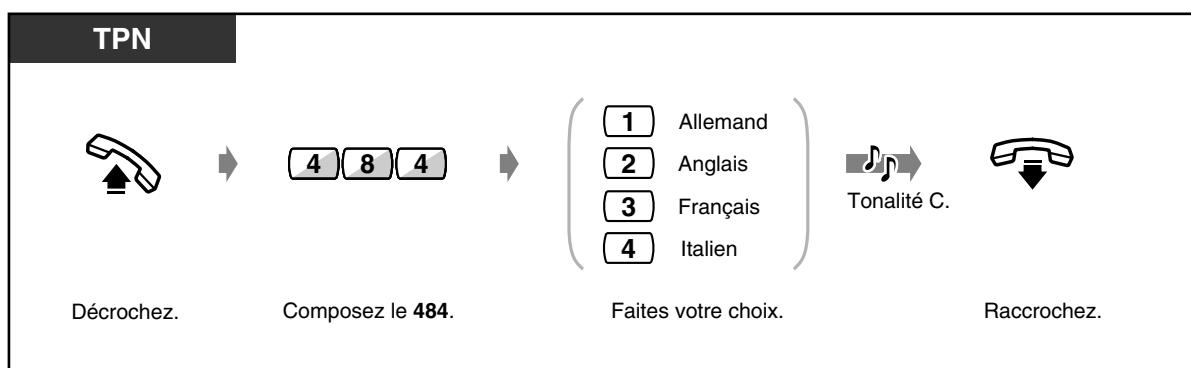 TPN
4 8 4
1 Allemand
2 Anglais
3 Français
4 Italien
Tonalité C.
Décrochez.
Composez le 484.
Faites votre choix.
Raccrochez.